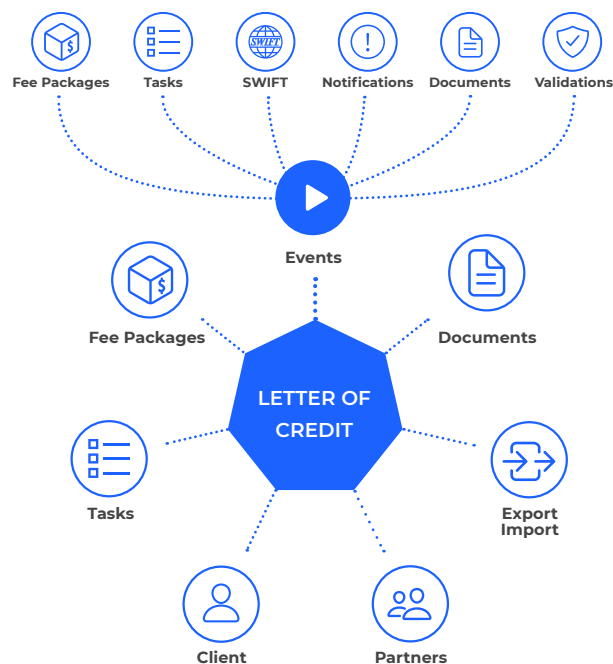 SWIFT
Fee Packages
Tasks
SWIFT
Notifications
Documents
Validations
Events
Fee Packages
Documents
LETTER OF
CREDIT
Tasks
Export
Import
Client
Partners